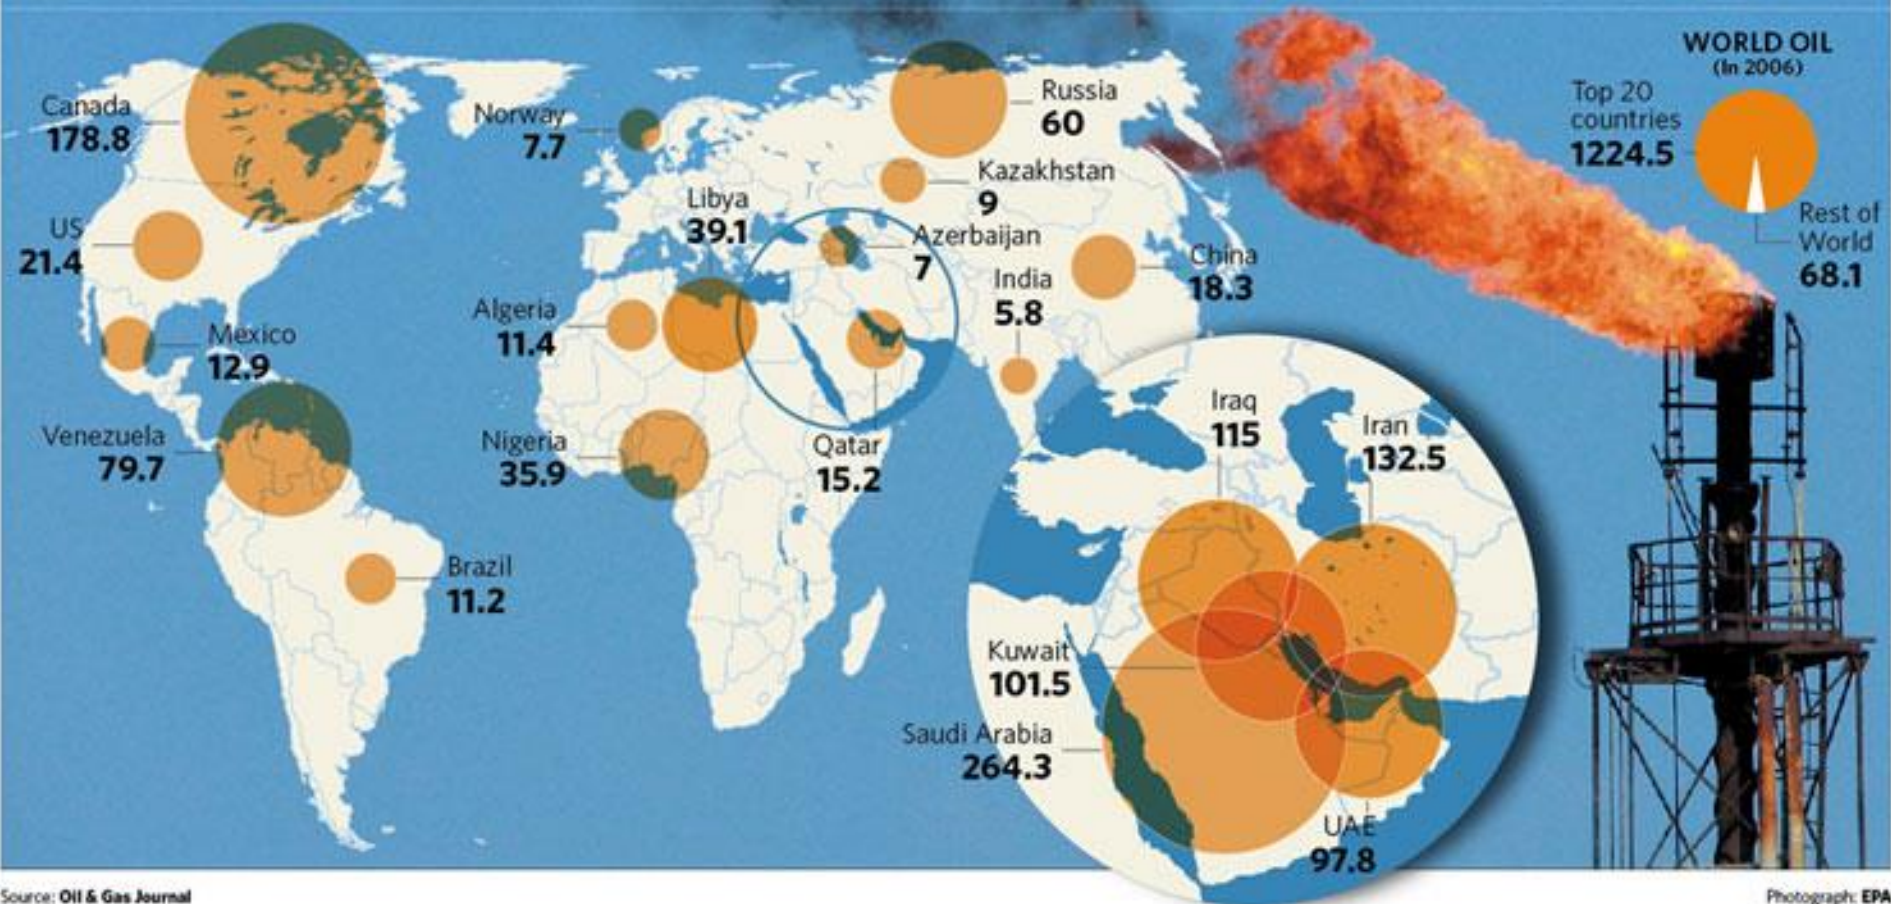 WORLD OIL
(In 2006)
Top 20
countries
1224.5
Rest of
World
68.1
Canada
178.8
US
21.4
Mexico
12.9
Venezuela
79.7
Brazil
11.2
Norway
7.7
Russia
60
Kazakhstan
9
Libya
39.1
Azerbaijan
7
China
18.3
India
5.8
Algeria
11.4
Nigeria
35.9
Qatar
15.2
Iraq
115
Iran
132.5
Kuwait
101.5
Saudi Arabia
264.3
UAE
97.8
Source: Oil & Gas Journal
Photograph: EPA